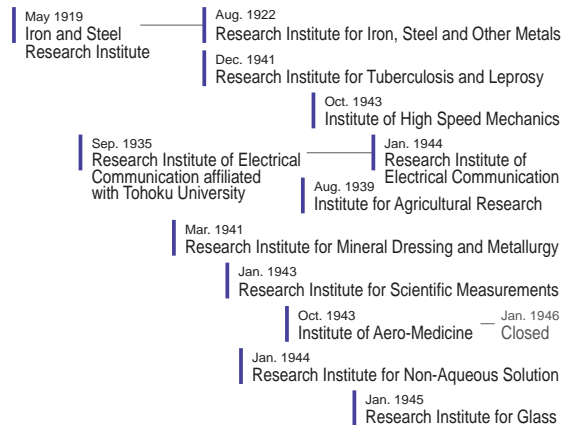 May 1919
Iron and Steel
Research Institute
Aug. 1922
Research Institute for Iron, Steel and Other Metals
Dec. 1941
Research Institute for Tuberculosis and Leprosy
Oct. 1943
Institute of High Speed Mechanics
Sep. 1935
Research Institute of Electrical
Communication affiliated
with Tohoku University
Jan. 1944
Research Institute of
Electrical Communication
Aug. 1939
Institute for Agricultural Research
Mar. 1941
Research Institute for Mineral Dressing and Metallurgy
Jan. 1943
Research Institute for Scientific Measurements
Oct. 1943
Institute of Aero-Medicine
Jan. 1946
Closed
Jan. 1944
Research Institute for Non-Aqueous Solution
Jan. 1945
Research Institute for Glass